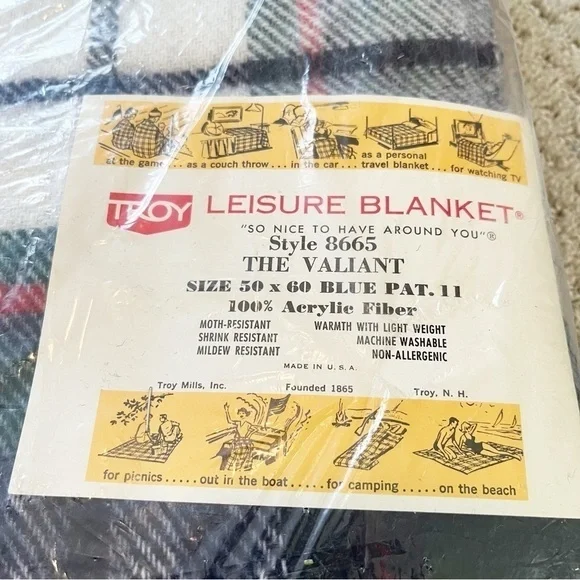 at the game...as a couch throw...in the car...as a personal travel blanket...for watching TV
TROY LEISURE BLANKET®
"SO NICE TO HAVE AROUND YOU"®
Style 8665
THE VALIANT
SIZE 50 x 60 BLUE PAT. 11
100% Acrylic Fiber
MOTH-RESISTANT WARMTH WITH LIGHT WEIGHT
SHRINK RESISTANT MACHINE WASHABLE
MILDEW RESISTANT NON-ALLERGENIC
MADE IN U.S.A.
Troy Mills, Inc. Founded 1865 Troy, N. H.
for picnics.....out in the boat.....for camping.....on the beach